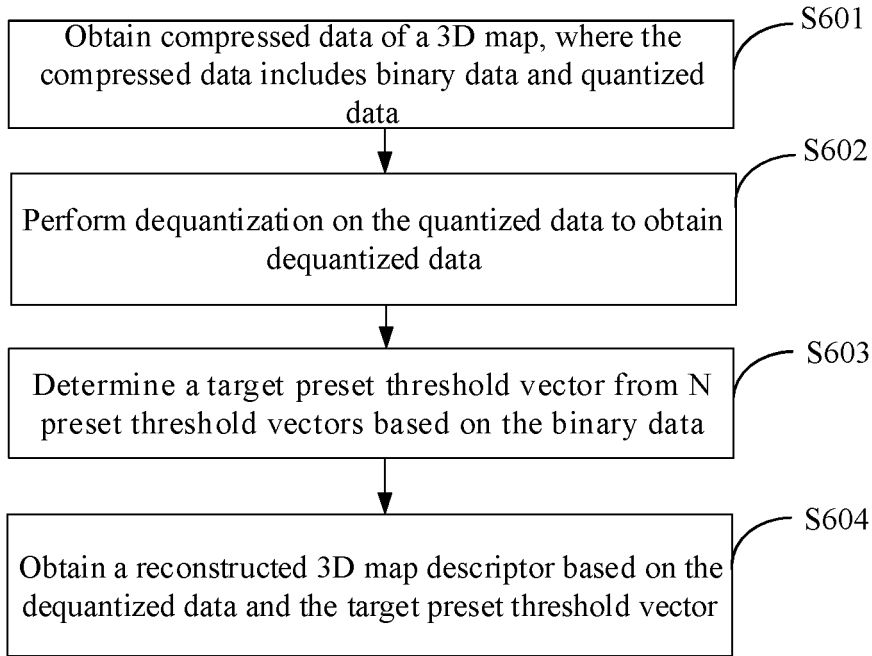 S601
Obtain compressed data of a 3D map, where the
compressed data includes binary data and quantized
data
S602
Perform dequantization on the quantized data to obtain
dequantized data
S603
Determine a target preset threshold vector from N
preset threshold vectors based on the binary data
S604
Obtain a reconstructed 3D map descriptor based on the
dequantized data and the target preset threshold vector